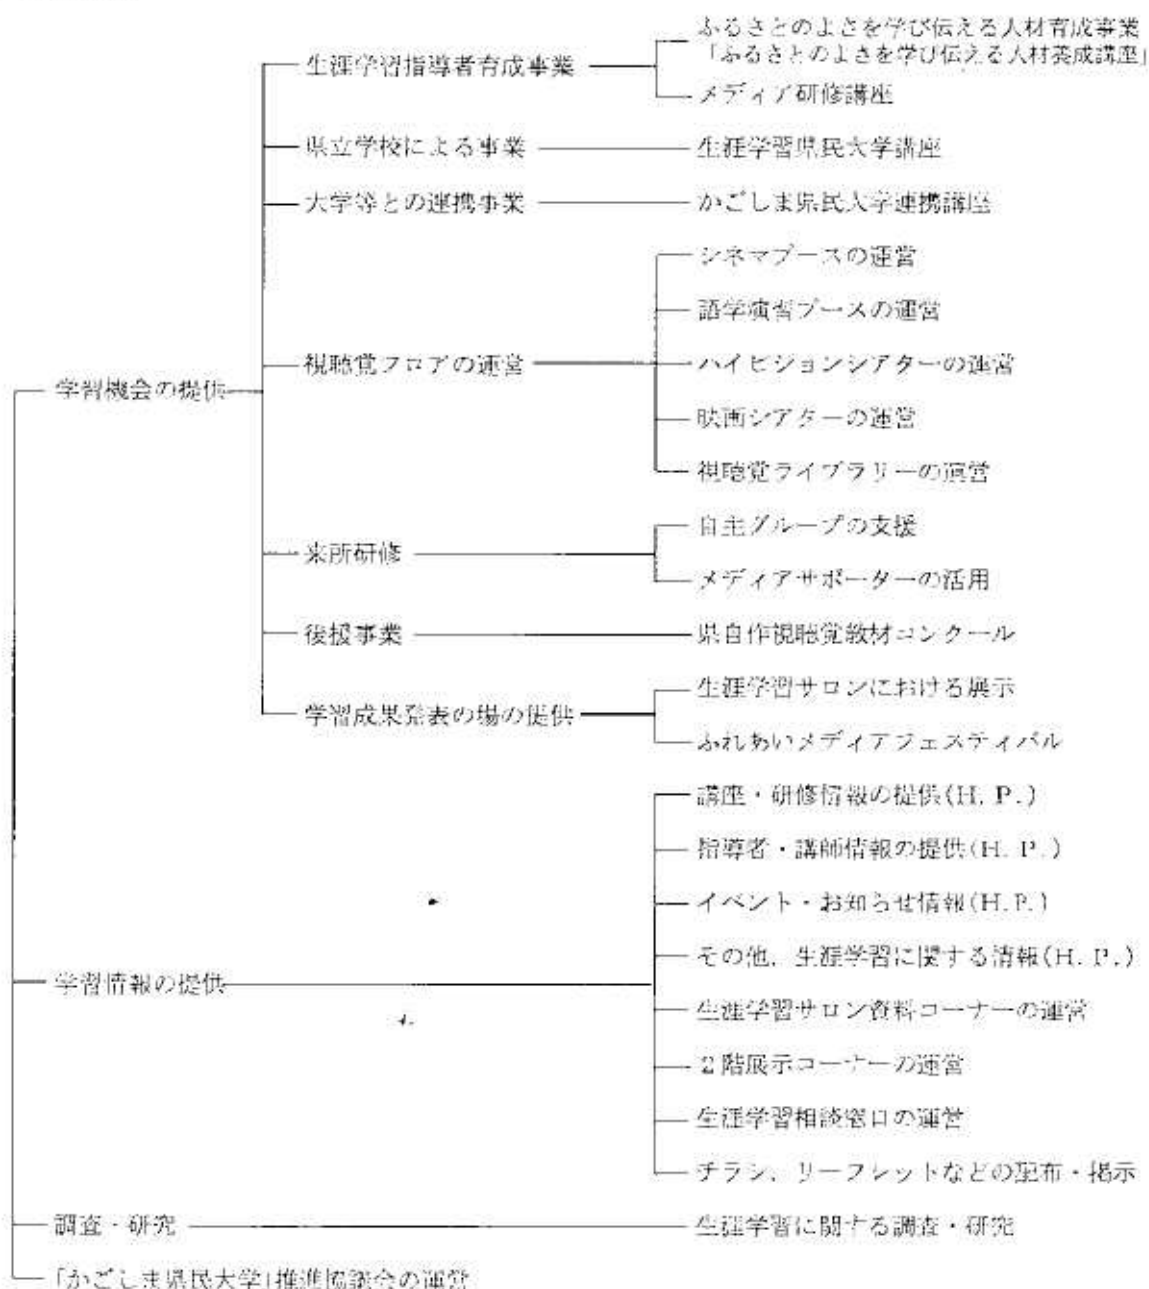 ふるさとのよさを学び伝える人材育成事業
生涯学習指導者育成事業
「ふるさとのよさを学び伝える人材養成講座」
メディア研修講座
県立学校による事業
生涯学習県民大学講座
大学等との連携事業
かごしま県民大学連携講座
シネマブースの運営
語学演習ブースの運営
視聴覚フロアの運営
ハイビジョンシアターの運営
学習機会の提供
映画シアターの運営
視聴覚ライブラリーの運営
自主グループの支援
来所研修
メディアサポーターの活用
後援事業
県自作視聴覚教材コンクール
生涯学習サロンにおける展示
学習成果発表の場の提供
ふれあいメディアフェスティバル
講座・研修情報の提供(H.P.)
指導者・講師情報の提供(H.P.)
イベント・お知らせ情報(H.P.)
その他、生涯学習に関する情報(H.P.)
学習情報の提供
生涯学習サロン資料コーナーの運営
2階展示コーナーの運営
生涯学習相談窓口の運営
チラシ、リーフレットなどの配布・掲示
調査・研究
生涯学習に関する調査・研究
「かごしま県民大学」推進協議会の運営